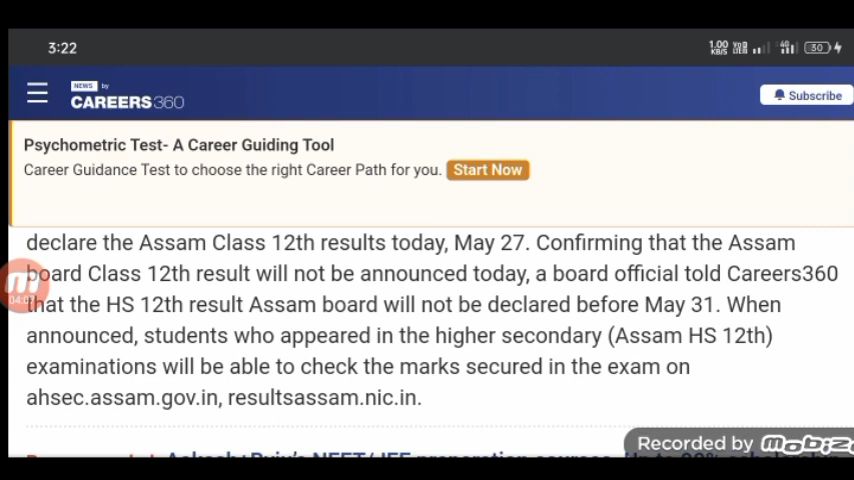 3:22
1.00 KB/S 4G 50
NEWS by
CAREERS360
Subscribe
Psychometric Test- A Career Guiding Tool
Career Guidance Test to choose the right Career Path for you. Start Now
declare the Assam Class 12th results today, May 27. Confirming that the Assam
board Class 12th result will not be announced today, a board official told Careers360
that the HS 12th result Assam board will not be declared before May 31. When
announced, students who appeared in the higher secondary (Assam HS 12th)
examinations will be able to check the marks secured in the exam on
ahsec.assam.gov.in, resultsassam.nic.in.
Recorded by